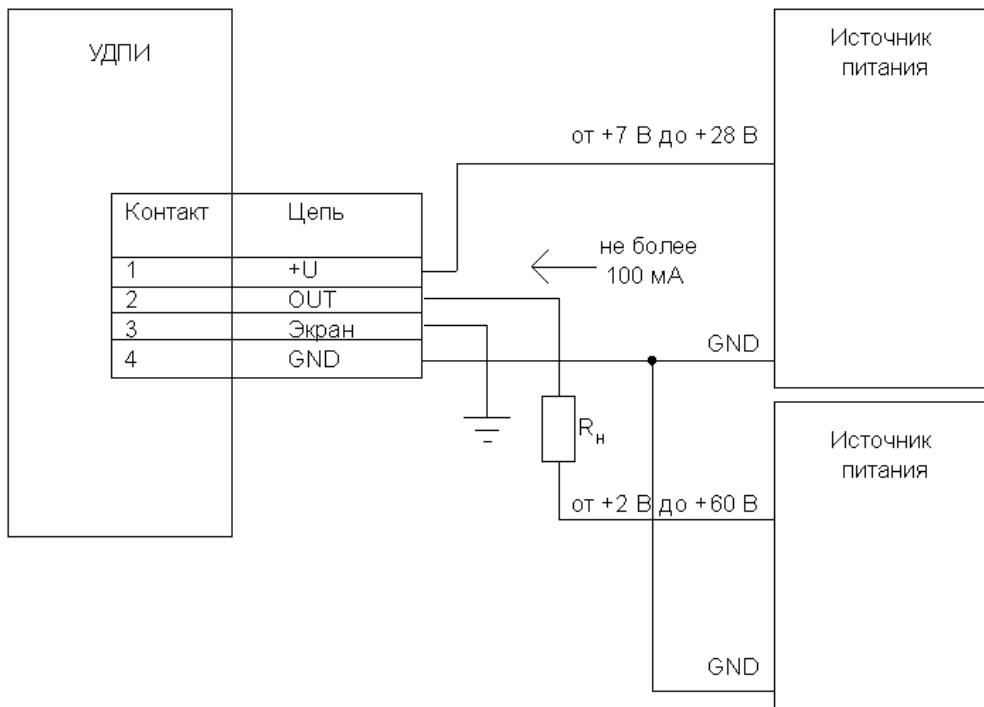 УДПИ
Источник
питания
от +7 В до +28 В
Контакт Цепь
не более
100 мА
1 +U
2 OUT
3 Экран
4 GND
GND
Rн
Источник
питания
от +2 В до +60 В
GND